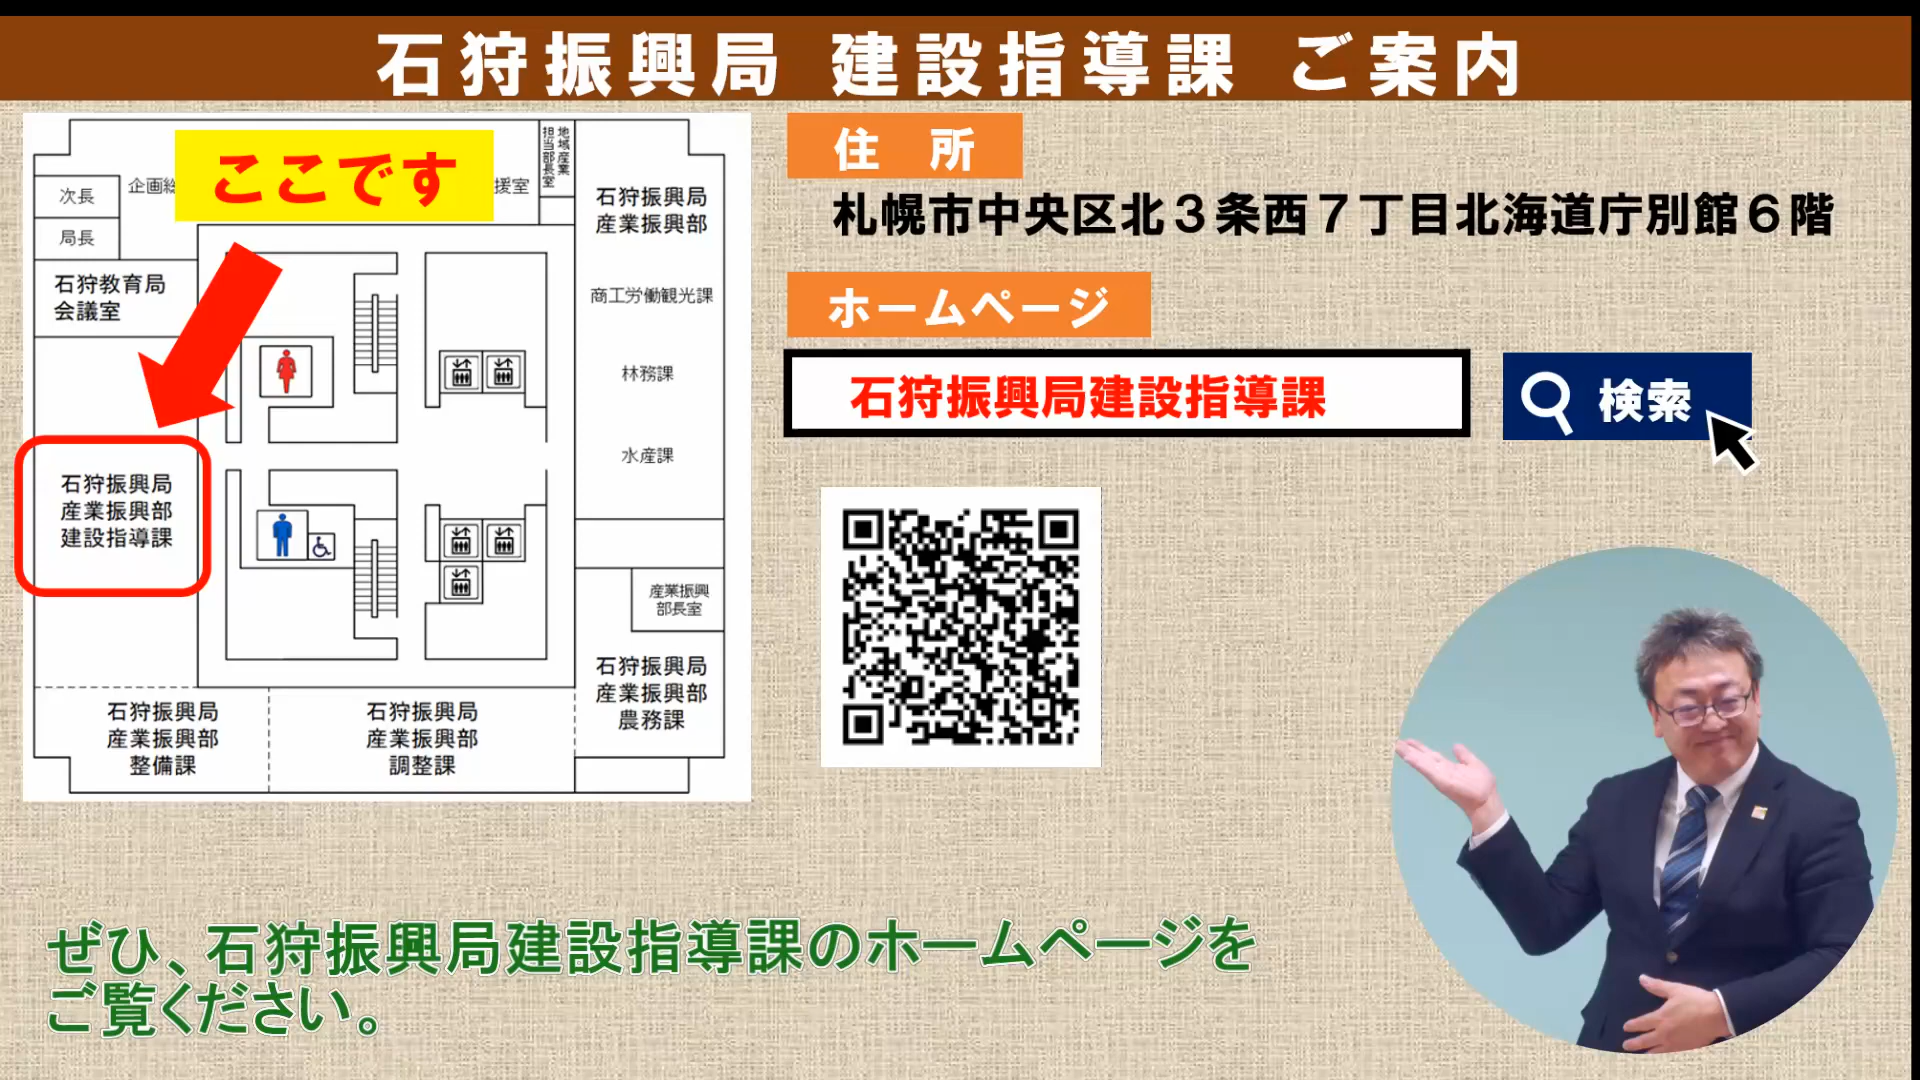 石狩振興局 建設指導課 ご案内
ここです
次長
局長
企画総
援室
地域産業
担当部長室
石狩教育局
会議室
石狩振興局
産業振興部
商工労働観光課
林務課
水産課
石狩振興局
産業振興部
建設指導課
産業振興
部長室
石狩振興局
産業振興部
農務課
石狩振興局
産業振興部
整備課
石狩振興局
産業振興部
調整課
住 所
札幌市中央区北３条西７丁目北海道庁別館６階
ホームページ
石狩振興局建設指導課
検索
ぜひ、石狩振興局建設指導課のホームページを
ご覧ください。